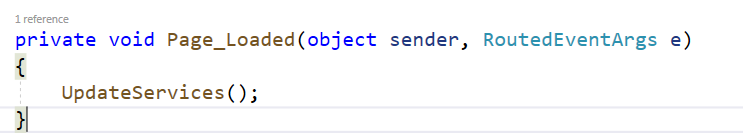 1 reference
private void Page_Loaded(object sender, RoutedEventArgs e)
{
    UpdateServices();
}